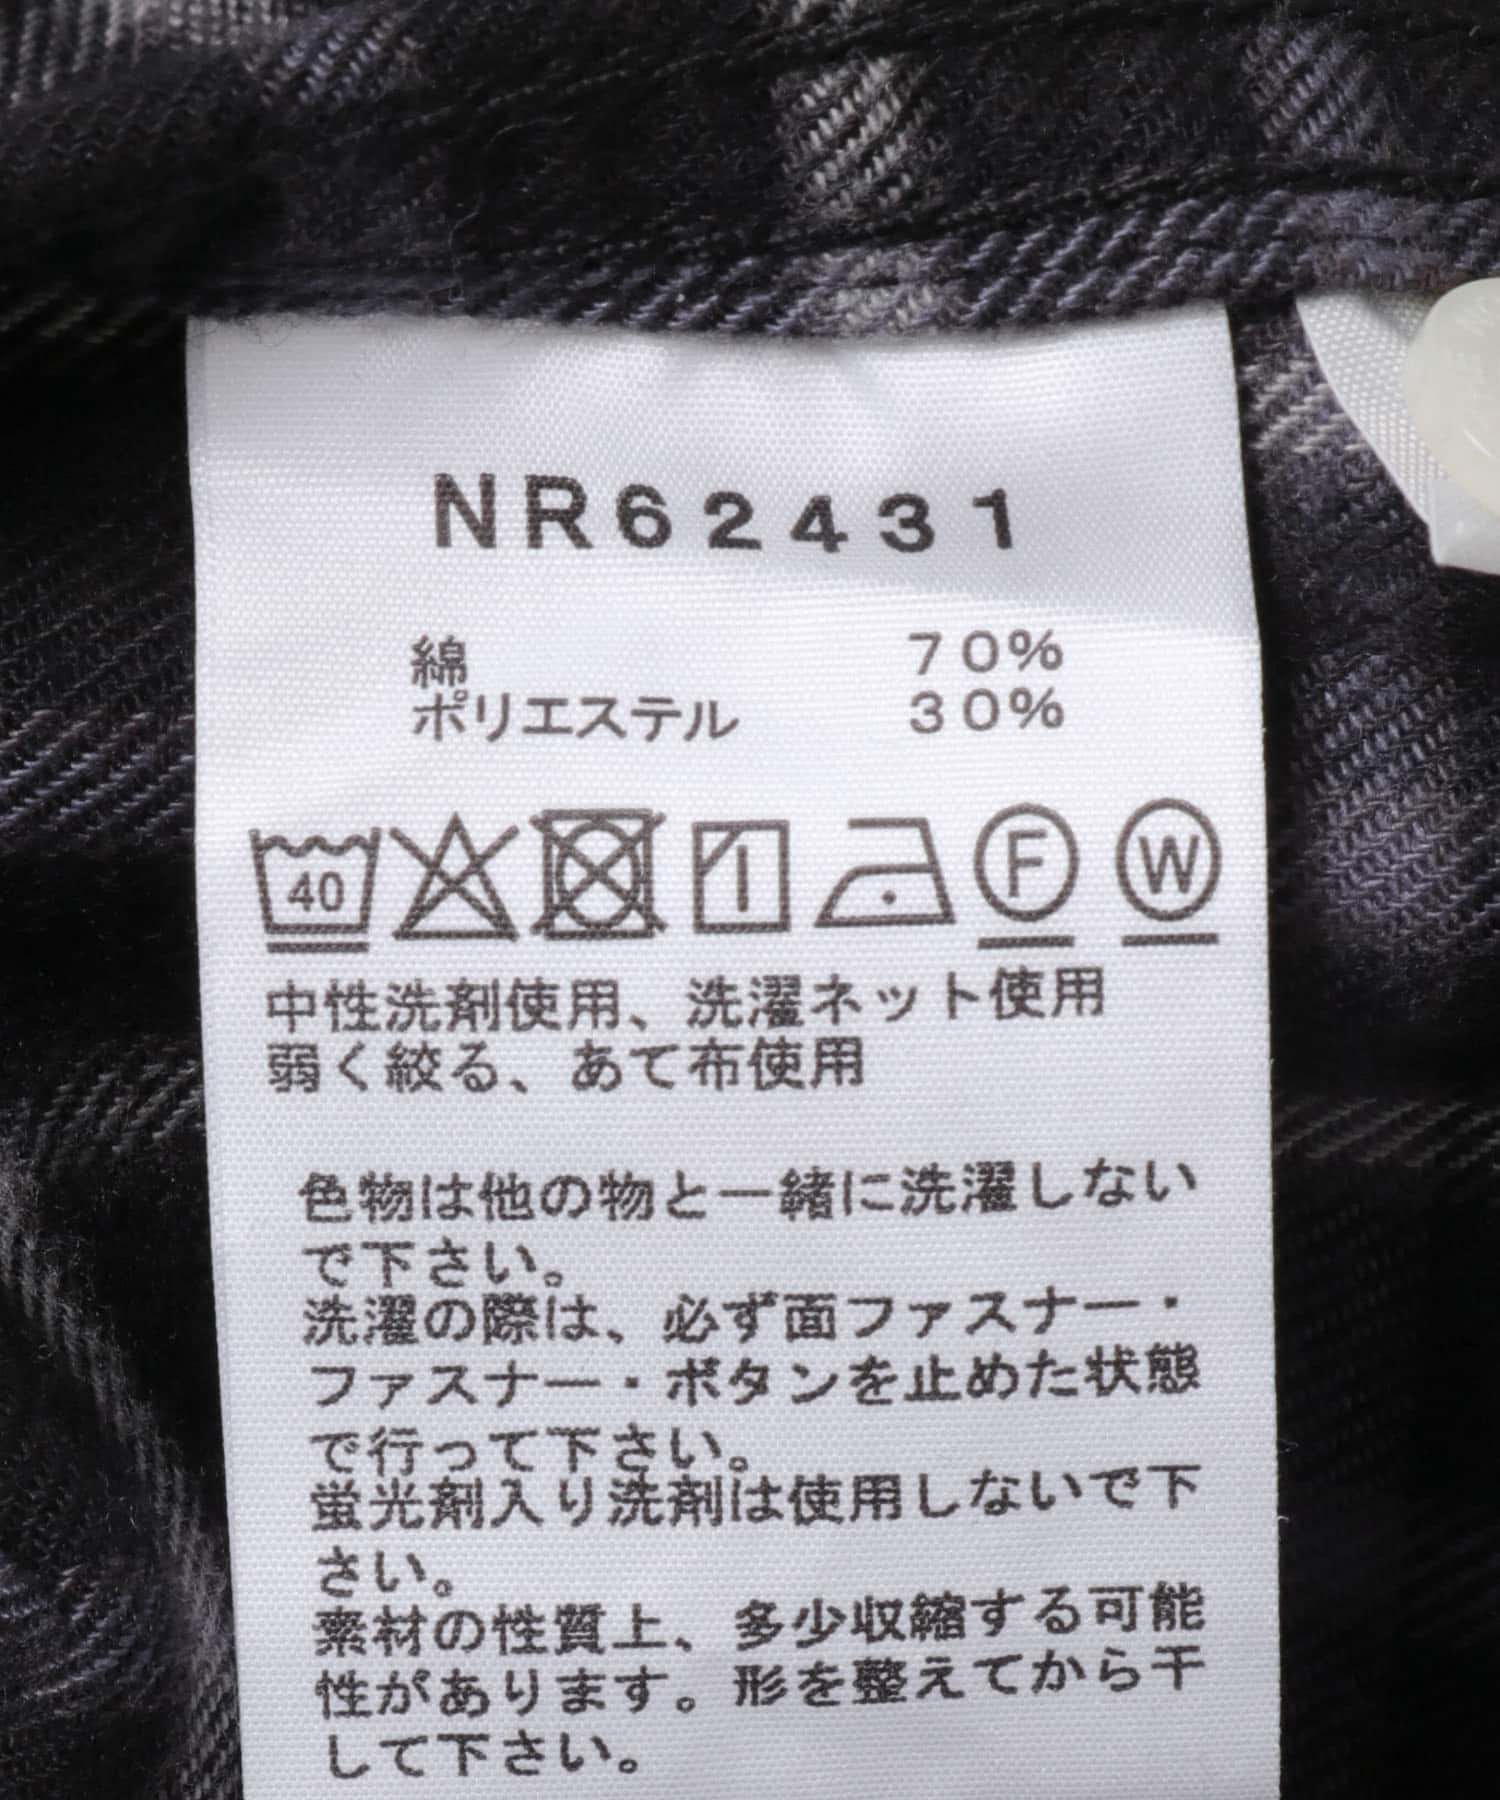 NR62431
綿 70%
ポリエステル 30%
40 F W
中性洗剤使用、洗濯ネット使用
弱く絞る、あて布使用
色物は他の物と一緒に洗濯しない
で下さい。
洗濯の際は、必ず面ファスナー・
ファスナー・ボタンを止めた状態
で行って下さい。
蛍光剤入り洗剤は使用しないで下
さい。
素材の性質上、多少収縮する可能
性があります。形を整えてから干
して下さい。